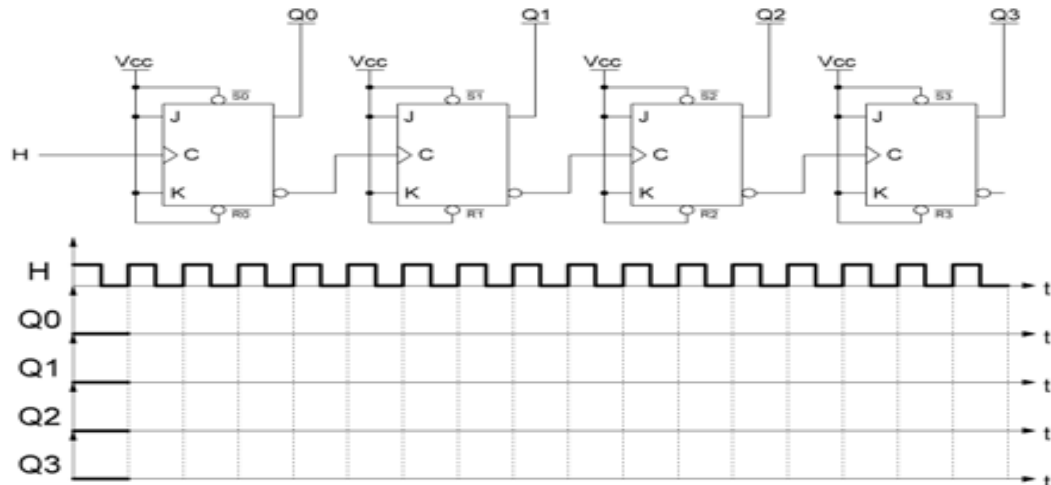 Q0 Q1 Q2 Q3
Vcc Vcc Vcc Vcc
S0 S1 S2 S3
J J J J
H C C C C
K K K K
R0 R1 R2 R3
H t
Q0 t
Q1 t
Q2 t
Q3 t